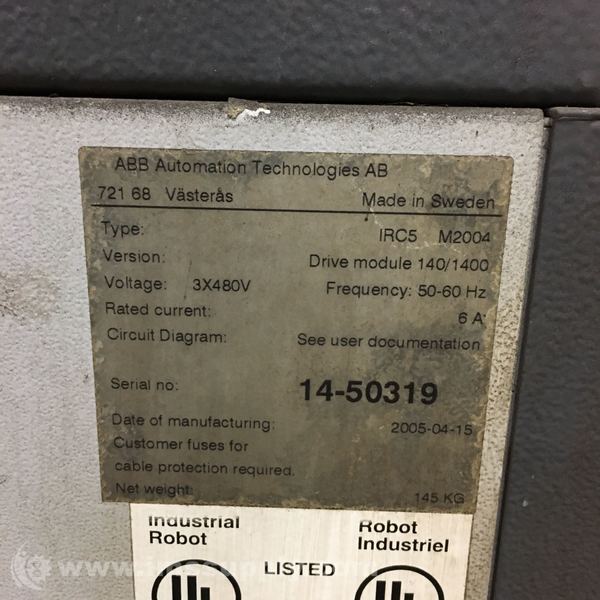 ABB Automation Technologies AB
721 68 Västerås Made in Sweden
Type: IRC5 M2004
Version: Drive module 140/1400
Voltage: 3X480V Frequency: 50-60 Hz
Rated current: 6 A
Circuit Diagram: See user documentation
Serial no: 14-50319
Date of manufacturing: 2005-04-15
Customer fuses for
cable protection required.
Net weight: 145 KG
Industrial Robot
Robot Industriel
LISTED